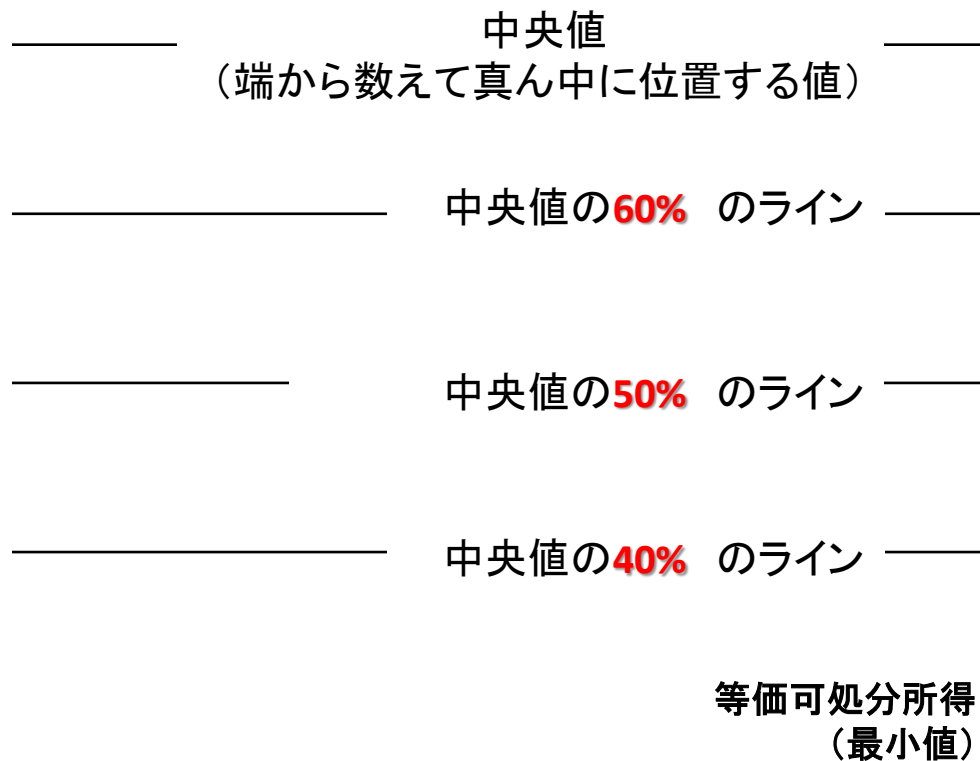 中央値
（端から数えて真ん中に位置する値）
中央値の60%　のライン
中央値の50%　のライン
中央値の40%　のライン
等価可処分所得
（最小値）